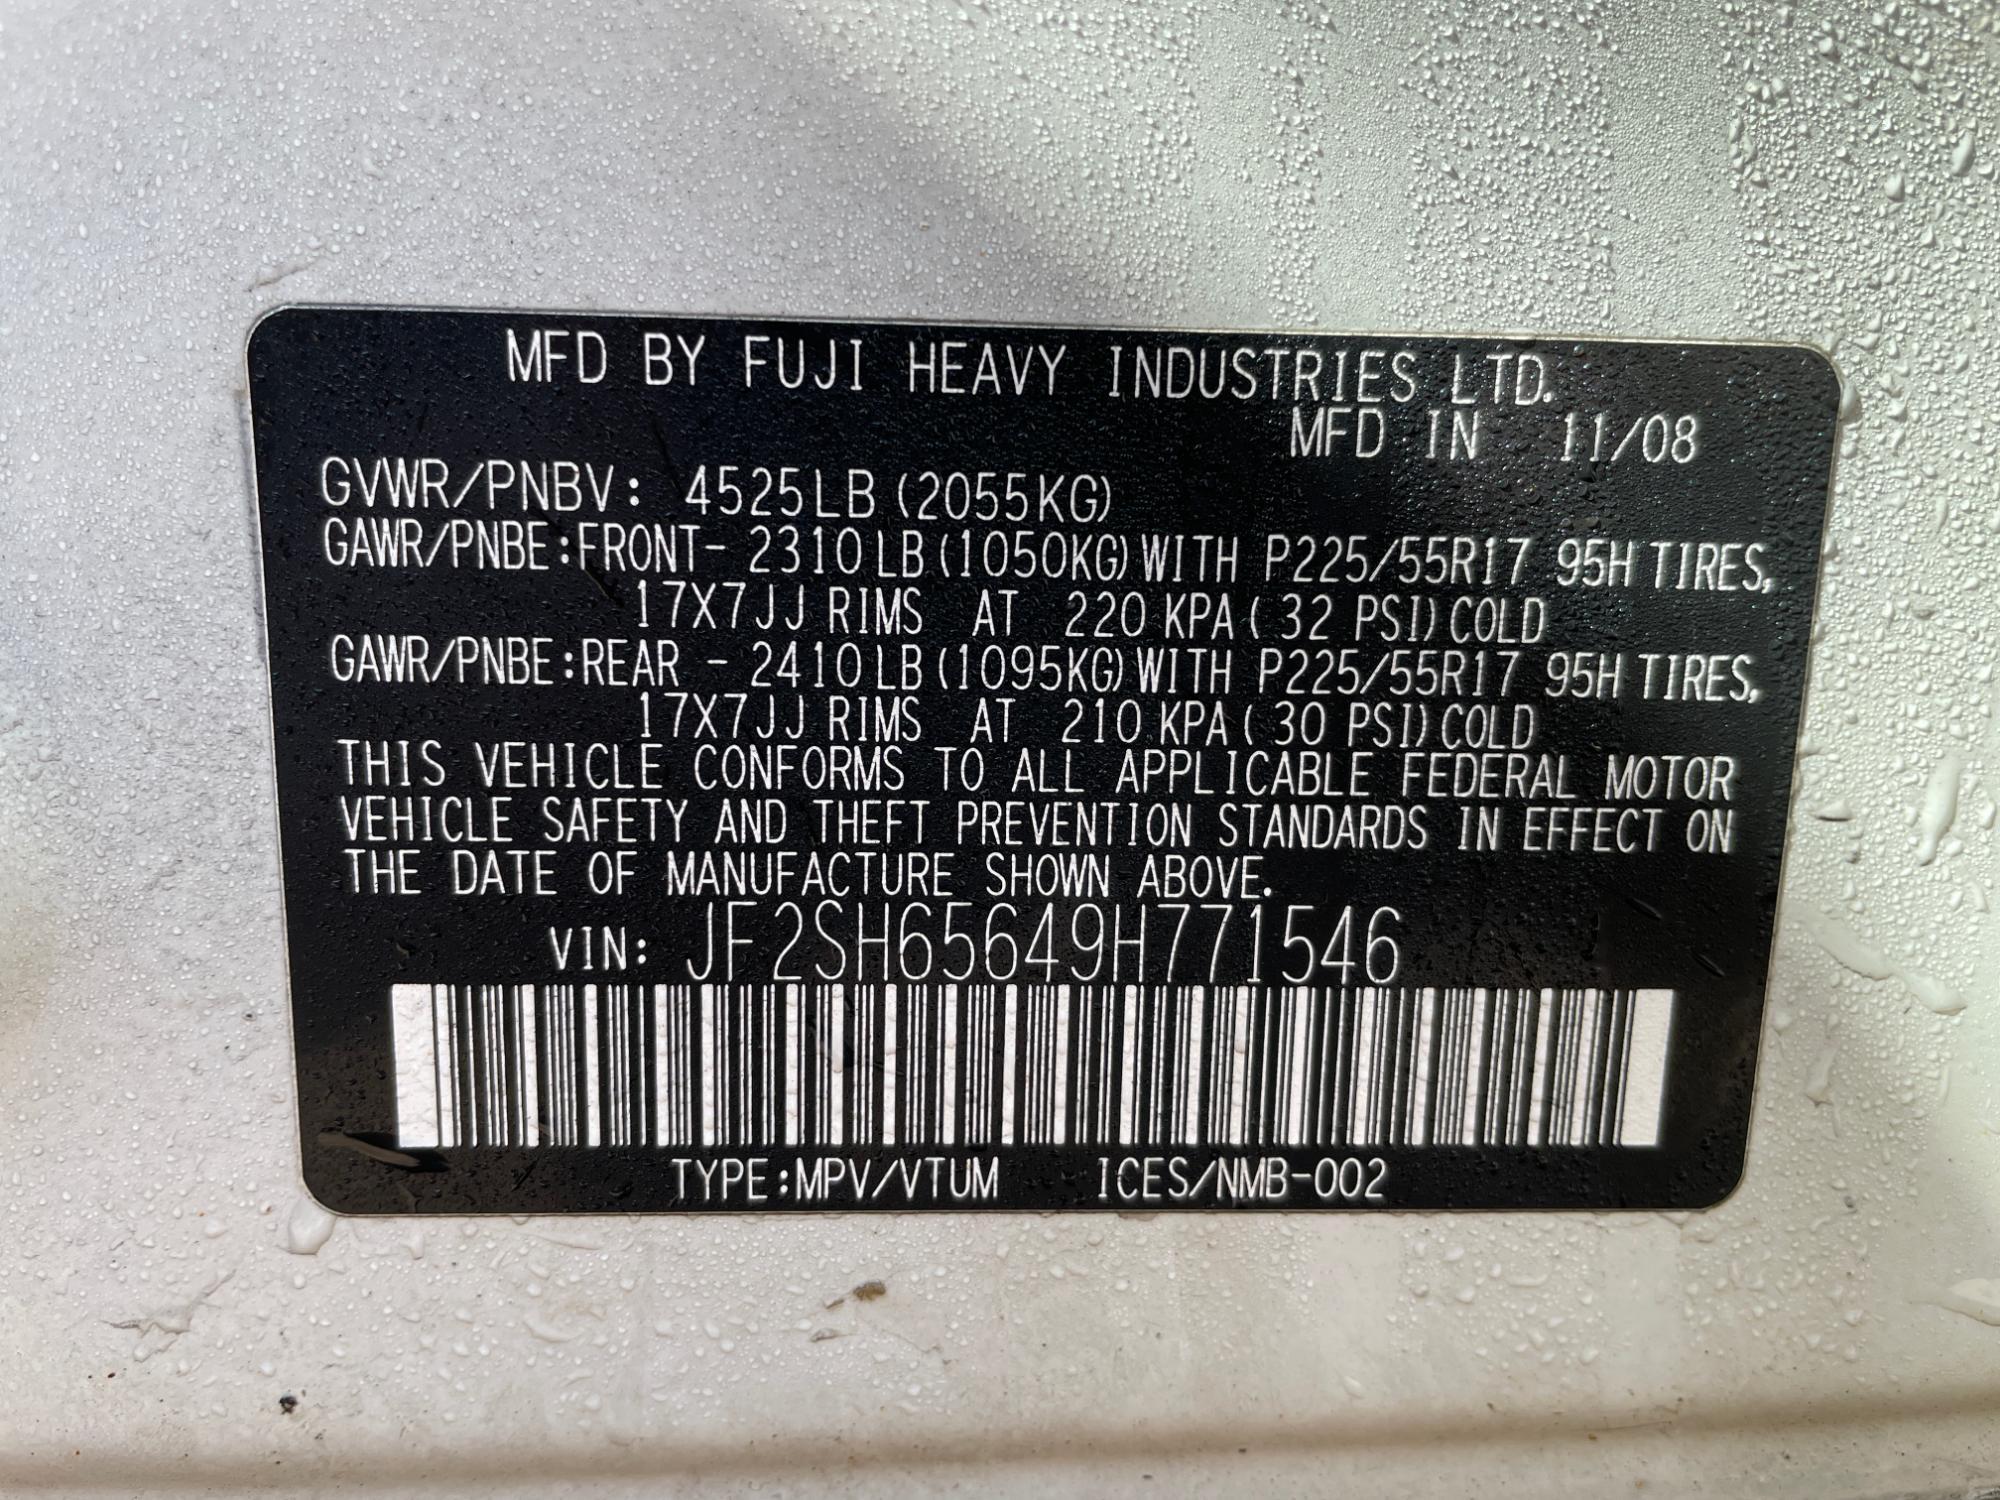 MFD BY FUJI HEAVY INDUSTRIES LTD.
MFD IN 11/08
GVWR/PNBV: 4525LB (2055KG)
GAWR/PNBE:FRONT- 2310 LB (1050KG) WITH P225/55R17 95H TIRES,
17X7JJ RIMS AT 220 KPA ( 32 PSI) COLD
GAWR/PNBE:REAR - 2410 LB (1095KG) WITH P225/55R17 95H TIRES,
17X7JJ RIMS AT 210 KPA ( 30 PSI) COLD
THIS VEHICLE CONFORMS TO ALL APPLICABLE FEDERAL MOTOR
VEHICLE SAFETY AND THEFT PREVENTION STANDARDS IN EFFECT ON
THE DATE OF MANUFACTURE SHOWN ABOVE.
VIN: JF2SH65649H771546
TYPE:MPV/VTUM ICES/NMB-002